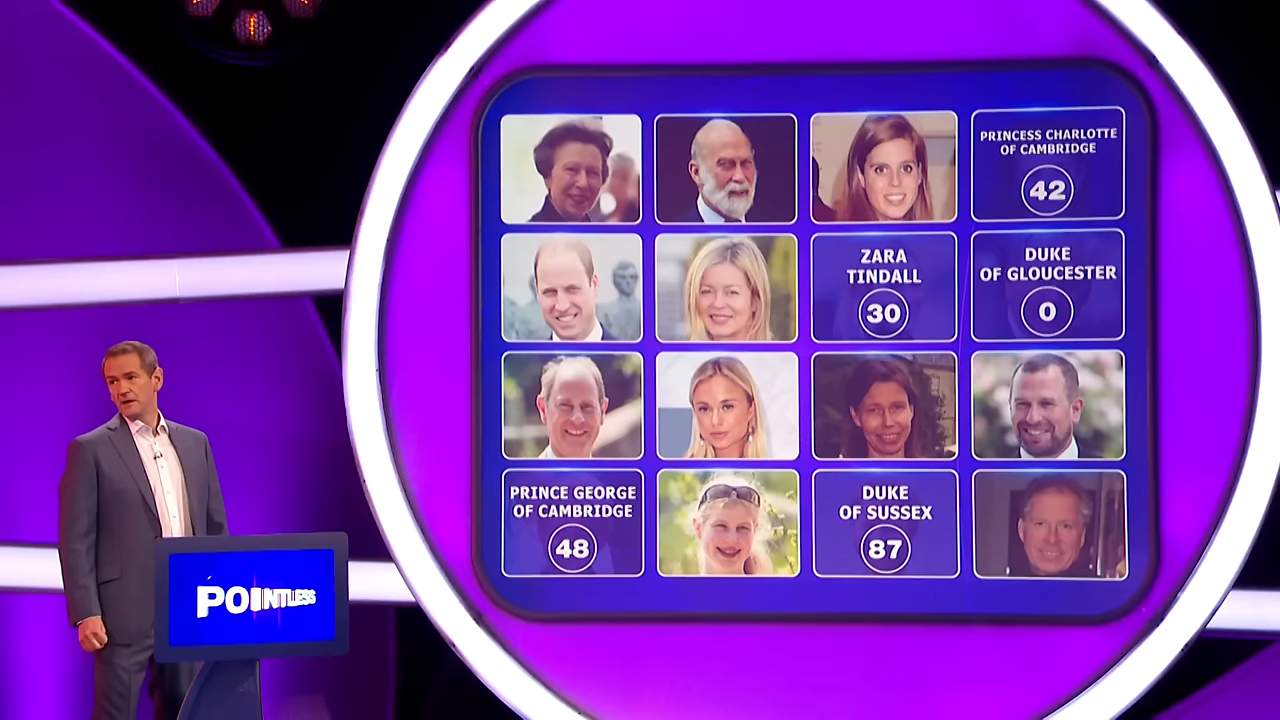 PRINCESS CHARLOTTE
OF CAMBRIDGE
42
ZARA
TINDALL
30
DUKE
OF GLOUCESTER
0
PRINCE GEORGE
OF CAMBRIDGE
48
DUKE
OF SUSSEX
87
POINTLESS